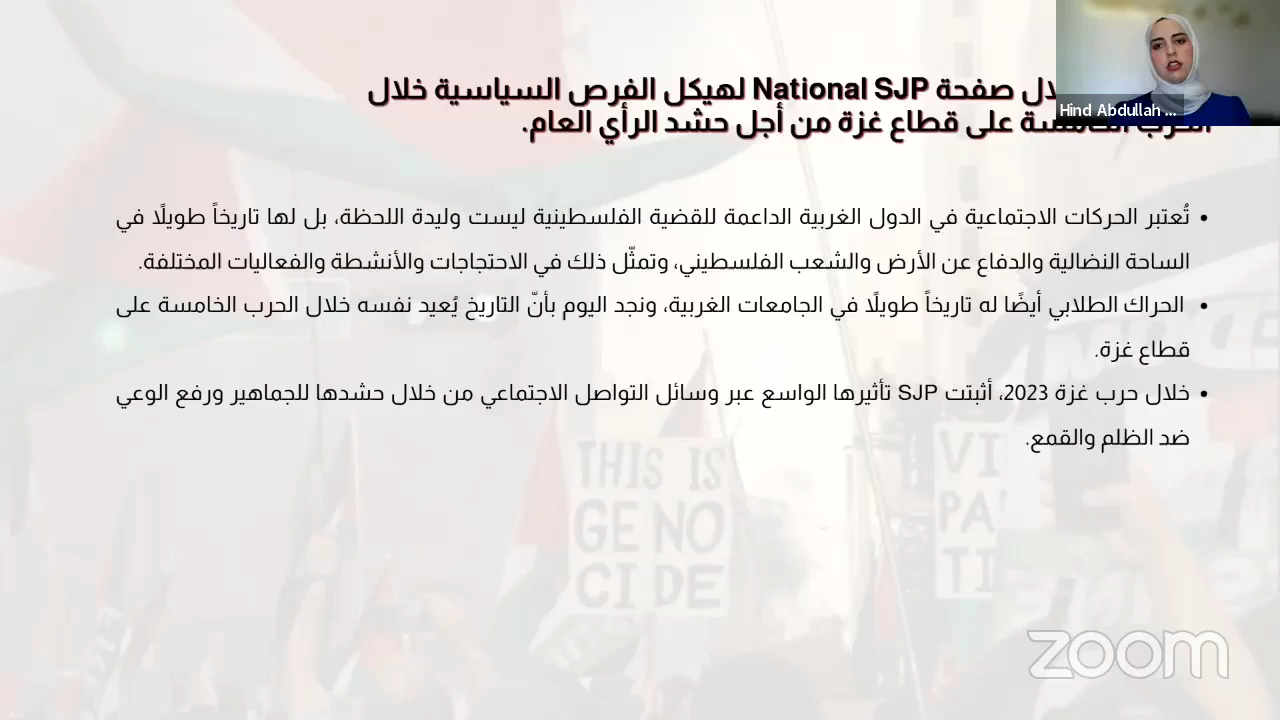 صفحة National SJP لهيكل الفرص السياسية خلال
على قطاع غزة من أجل حشد الرأي العام.
Hind Abdullah ...
• تُعتبر الحركات الاجتماعية في الدول الغربية الداعمة للقضية الفلسطينية ليست وليدة اللحظة، بل لها تاريخاً طويلًا في
الساحة النضالية والدفاع عن الأرض والشعب الفلسطيني، وتمثّل ذلك في الاحتجاجات والأنشطة والفعاليات المختلفة.
• الحراك الطلابي أيضًا له تاريخاً طويلًا في الجامعات الغربية، ونجد اليوم بأنّ التاريخ يُعيد نفسه خلال الحرب الخامسة على
قطاع غزة.
• خلال حرب غزة 2023، أثبتت SJP تأثيرها الواسع عبر وسائل التواصل الاجتماعي من خلال حشدها للجماهير ورفع الوعي
ضد الظلم والقمع.
THIS IS
GENO
CIDE
VI
PA
TI
zoom